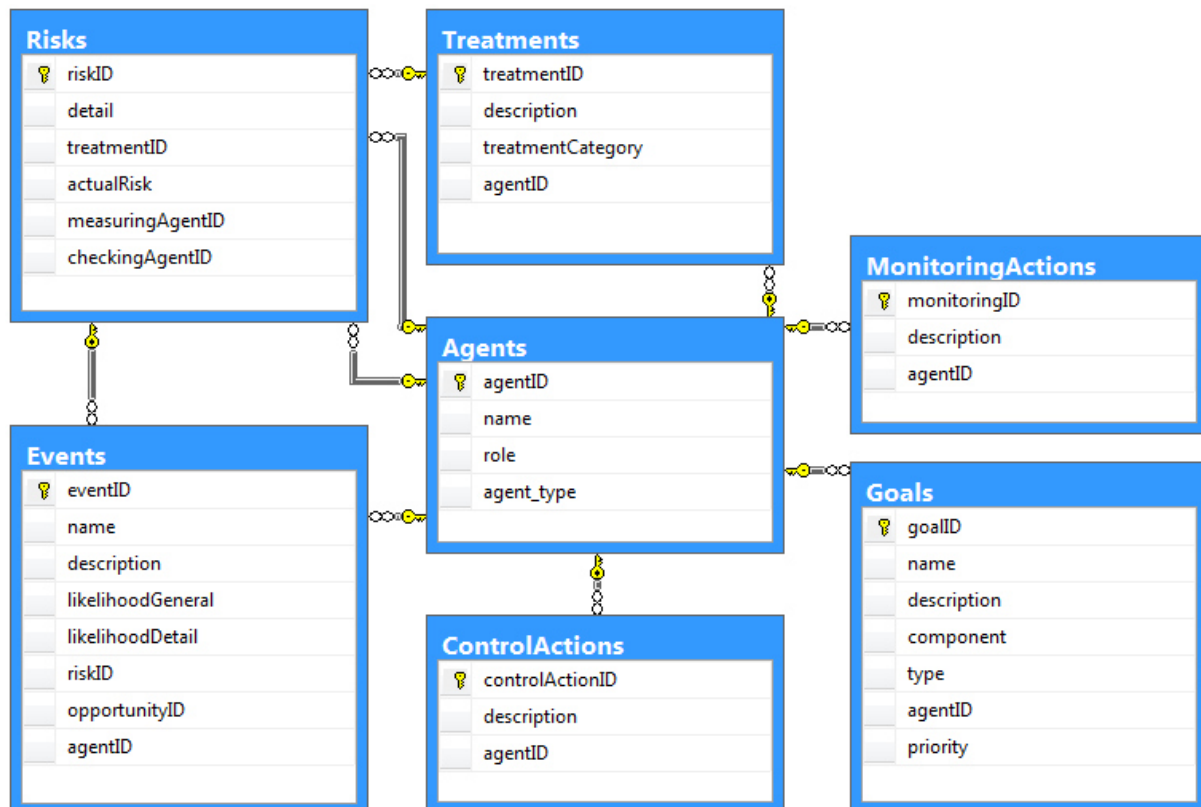 Risks
riskID
detail
treatmentID
actualRisk
measuringAgentID
checkingAgentID
Treatments
treatmentID
description
treatmentCategory
agentID
MonitoringActions
monitoringID
description
agentID
Agents
agentID
name
role
agent_type
Events
eventID
name
description
likelihoodGeneral
likelihoodDetail
riskID
opportunityID
agentID
ControlActions
controlActionID
description
agentID
Goals
goalID
name
description
component
type
agentID
priority